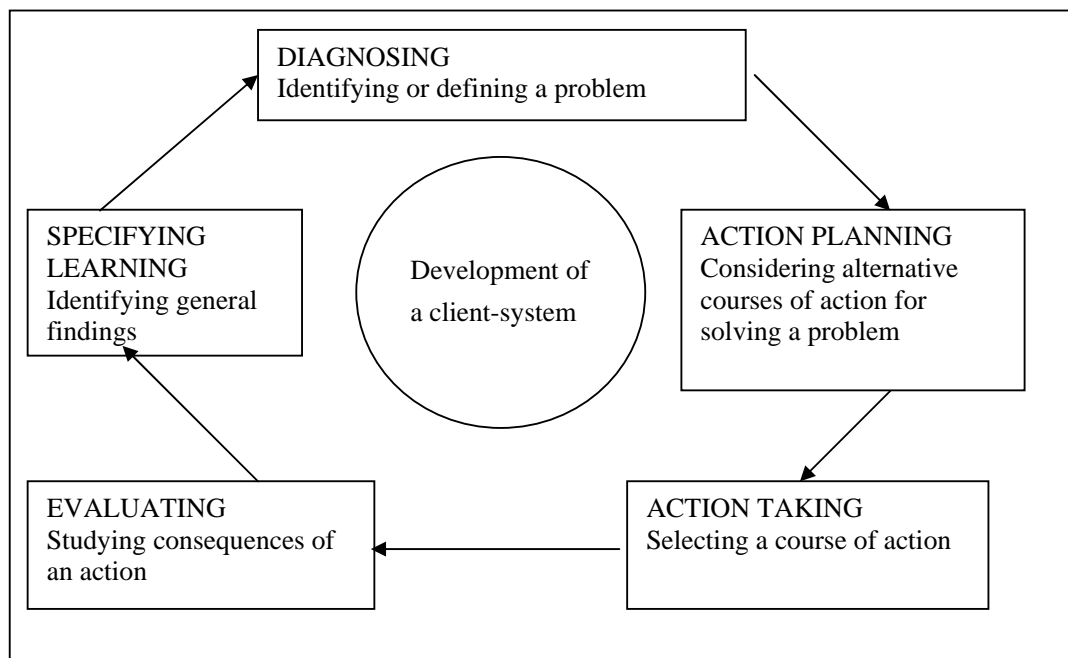 DIAGNOSING
Identifying or defining a problem
ACTION PLANNING
Considering alternative
courses of action for
solving a problem
ACTION TAKING
Selecting a course of action
EVALUATING
Studying consequences of
an action
SPECIFYING
LEARNING
Identifying general
findings
Development of
a client-system